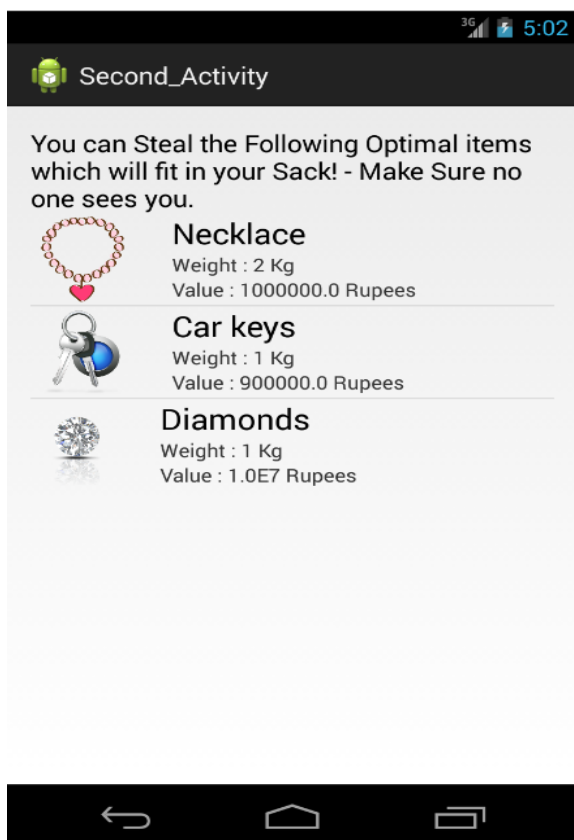 3G 5:02
Second_Activity
You can Steal the Following Optimal items
which will fit in your Sack! - Make Sure no
one sees you.
Necklace
Weight : 2 Kg
Value : 1000000.0 Rupees
Car keys
Weight : 1 Kg
Value : 900000.0 Rupees
Diamonds
Weight : 1 Kg
Value : 1.0E7 Rupees